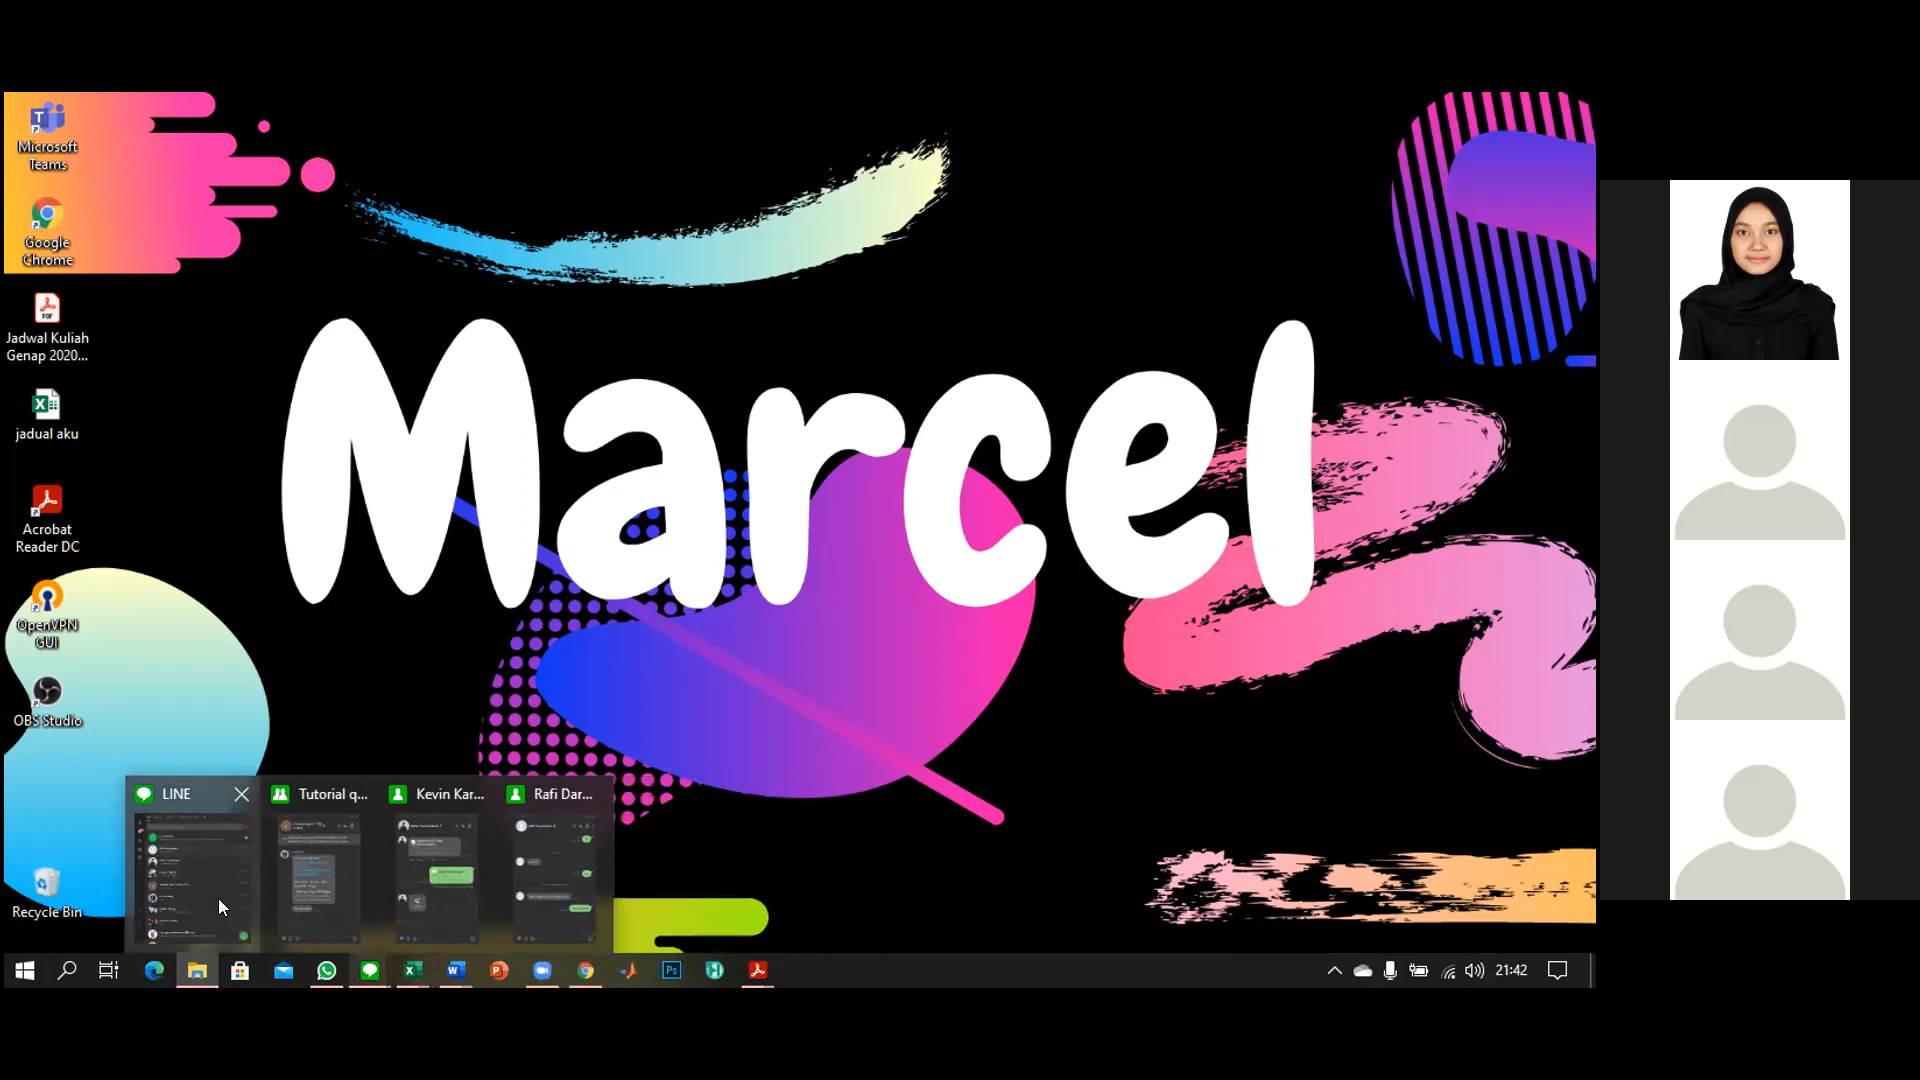 Microsoft
Teams
Google
Chrome
Jadwal Kuliah
Genap 2020...
jadual aku
Acrobat
Reader DC
OpenVPN
GUI
OBS Studio
Recycle Bin
Marcel
LINE
Tutorial q...
Kevin Kar...
Rafi Dar...
21:42